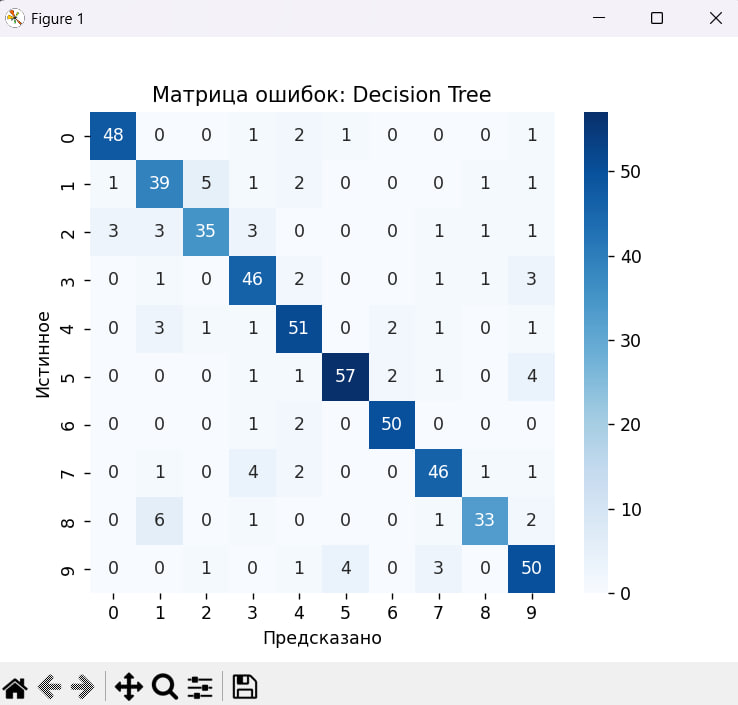 Figure 1
Матрица ошибок: Decision Tree
0 48 0 0 1 2 1 0 0 0 1
1 1 39 5 1 2 0 0 0 1 1
2 3 3 35 3 0 0 0 1 1 1
3 0 1 0 46 2 0 0 1 1 3
4 0 3 1 1 51 0 2 1 0 1
5 0 0 0 1 1 57 2 1 0 4
6 0 0 0 1 2 0 50 0 0 0
7 0 1 0 4 2 0 0 46 1 1
8 0 6 0 1 0 0 0 1 33 2
9 0 0 1 0 1 4 0 3 0 50
0 1 2 3 4 5 6 7 8 9
Предсказано
Истинное
50
40
30
20
10
0